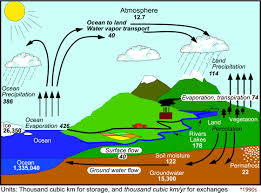 Atmosphere
12.7
Ocean to land
Water vapor transport
40
Ocean
Precipitation
386
Land
Precipitation
114
Evaporation, transpiration 74
Ice
26,350
Ocean Evaporation 426
Vegetation
Land
Percolation
Rivers
Lakes
178
Surface flow
40
Soil moisture
122
Ocean
1,335,040
Ground water flow
Groundwater
15,300
Permafrost
22
Units: Thousand cubic km for storage, and thousand cubic km/yr for exchanges
*1990s